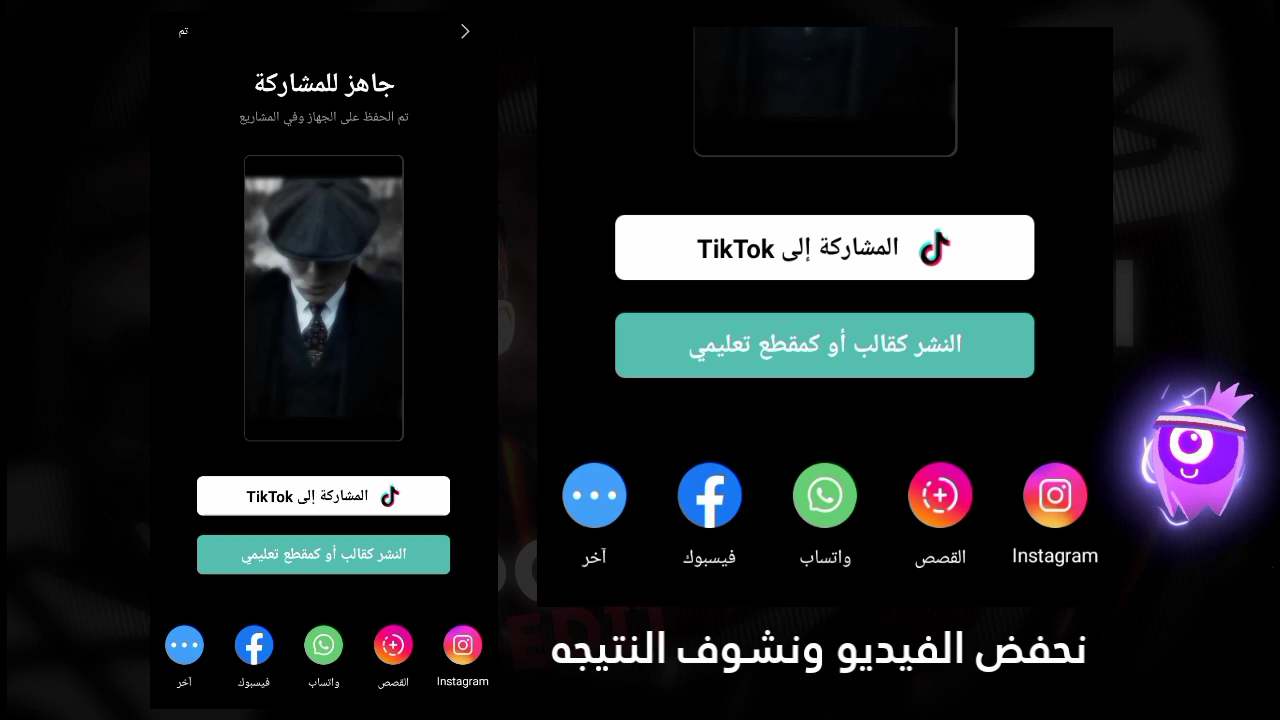 تم
جاهز للمشاركة
تم الحفظ على الجهاز وفي المشاريع
المشاركة إلى TikTok
النشر كقالب أو كمقطع تعليمي
Instagram
القصص
واتساب
فيسبوك
آخر
المشاركة إلى TikTok
النشر كقالب أو كمقطع تعليمي
Instagram
القصص
واتساب
فيسبوك
آخر
نحفض الفيديو ونشوف النتيجه
EDIT